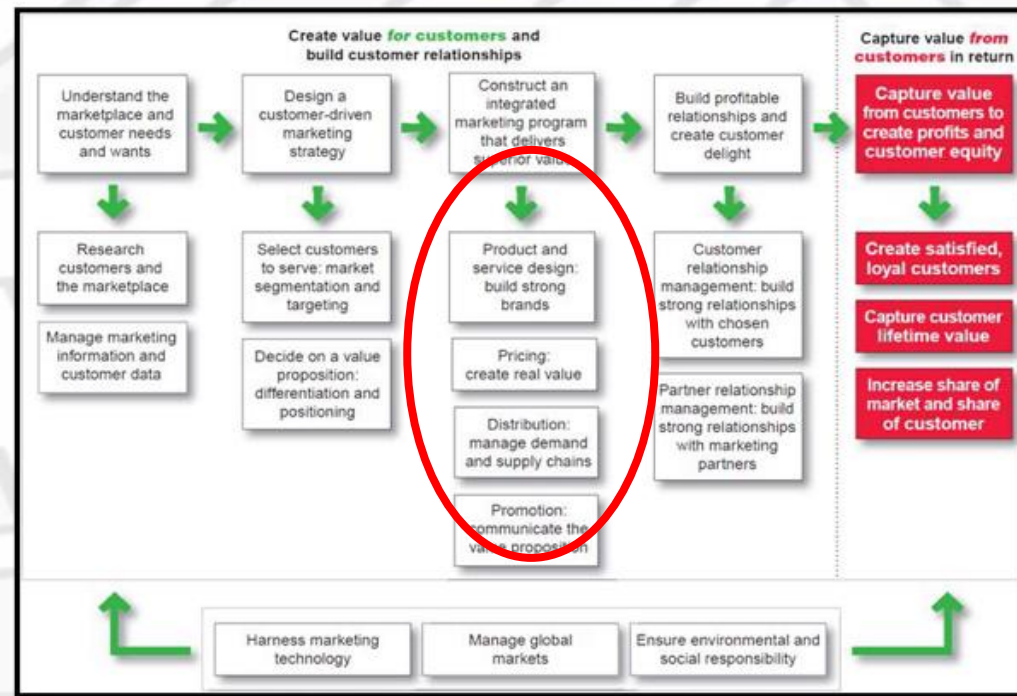 Create value for customers and
build customer relationships
Capture value from
customers in return
Understand the
marketplace and
customer needs
and wants
Design a
customer-driven
marketing
strategy
Construct an
integrated
marketing program
that delivers
superior value
Build profitable
relationships and
create customer
delight
Capture value
from customers to
create profits and
customer equity
Research
customers and
the marketplace
Manage marketing
information and
customer data
Select customers
to serve: market
segmentation and
targeting
Decide on a value
proposition:
differentiation and
positioning
Product and
service design:
build strong
brands
Pricing:
create real value
Distribution:
manage demand
and supply chains
Promotion:
communicate the
value proposition
Customer
relationship
management: build
strong relationships
with chosen
customers
Partner relationship
management: build
strong relationships
with marketing
partners
Create satisfied,
loyal customers
Capture customer
lifetime value
Increase share of
market and share
of customer
Harness marketing
technology
Manage global
markets
Ensure environmental and
social responsibility